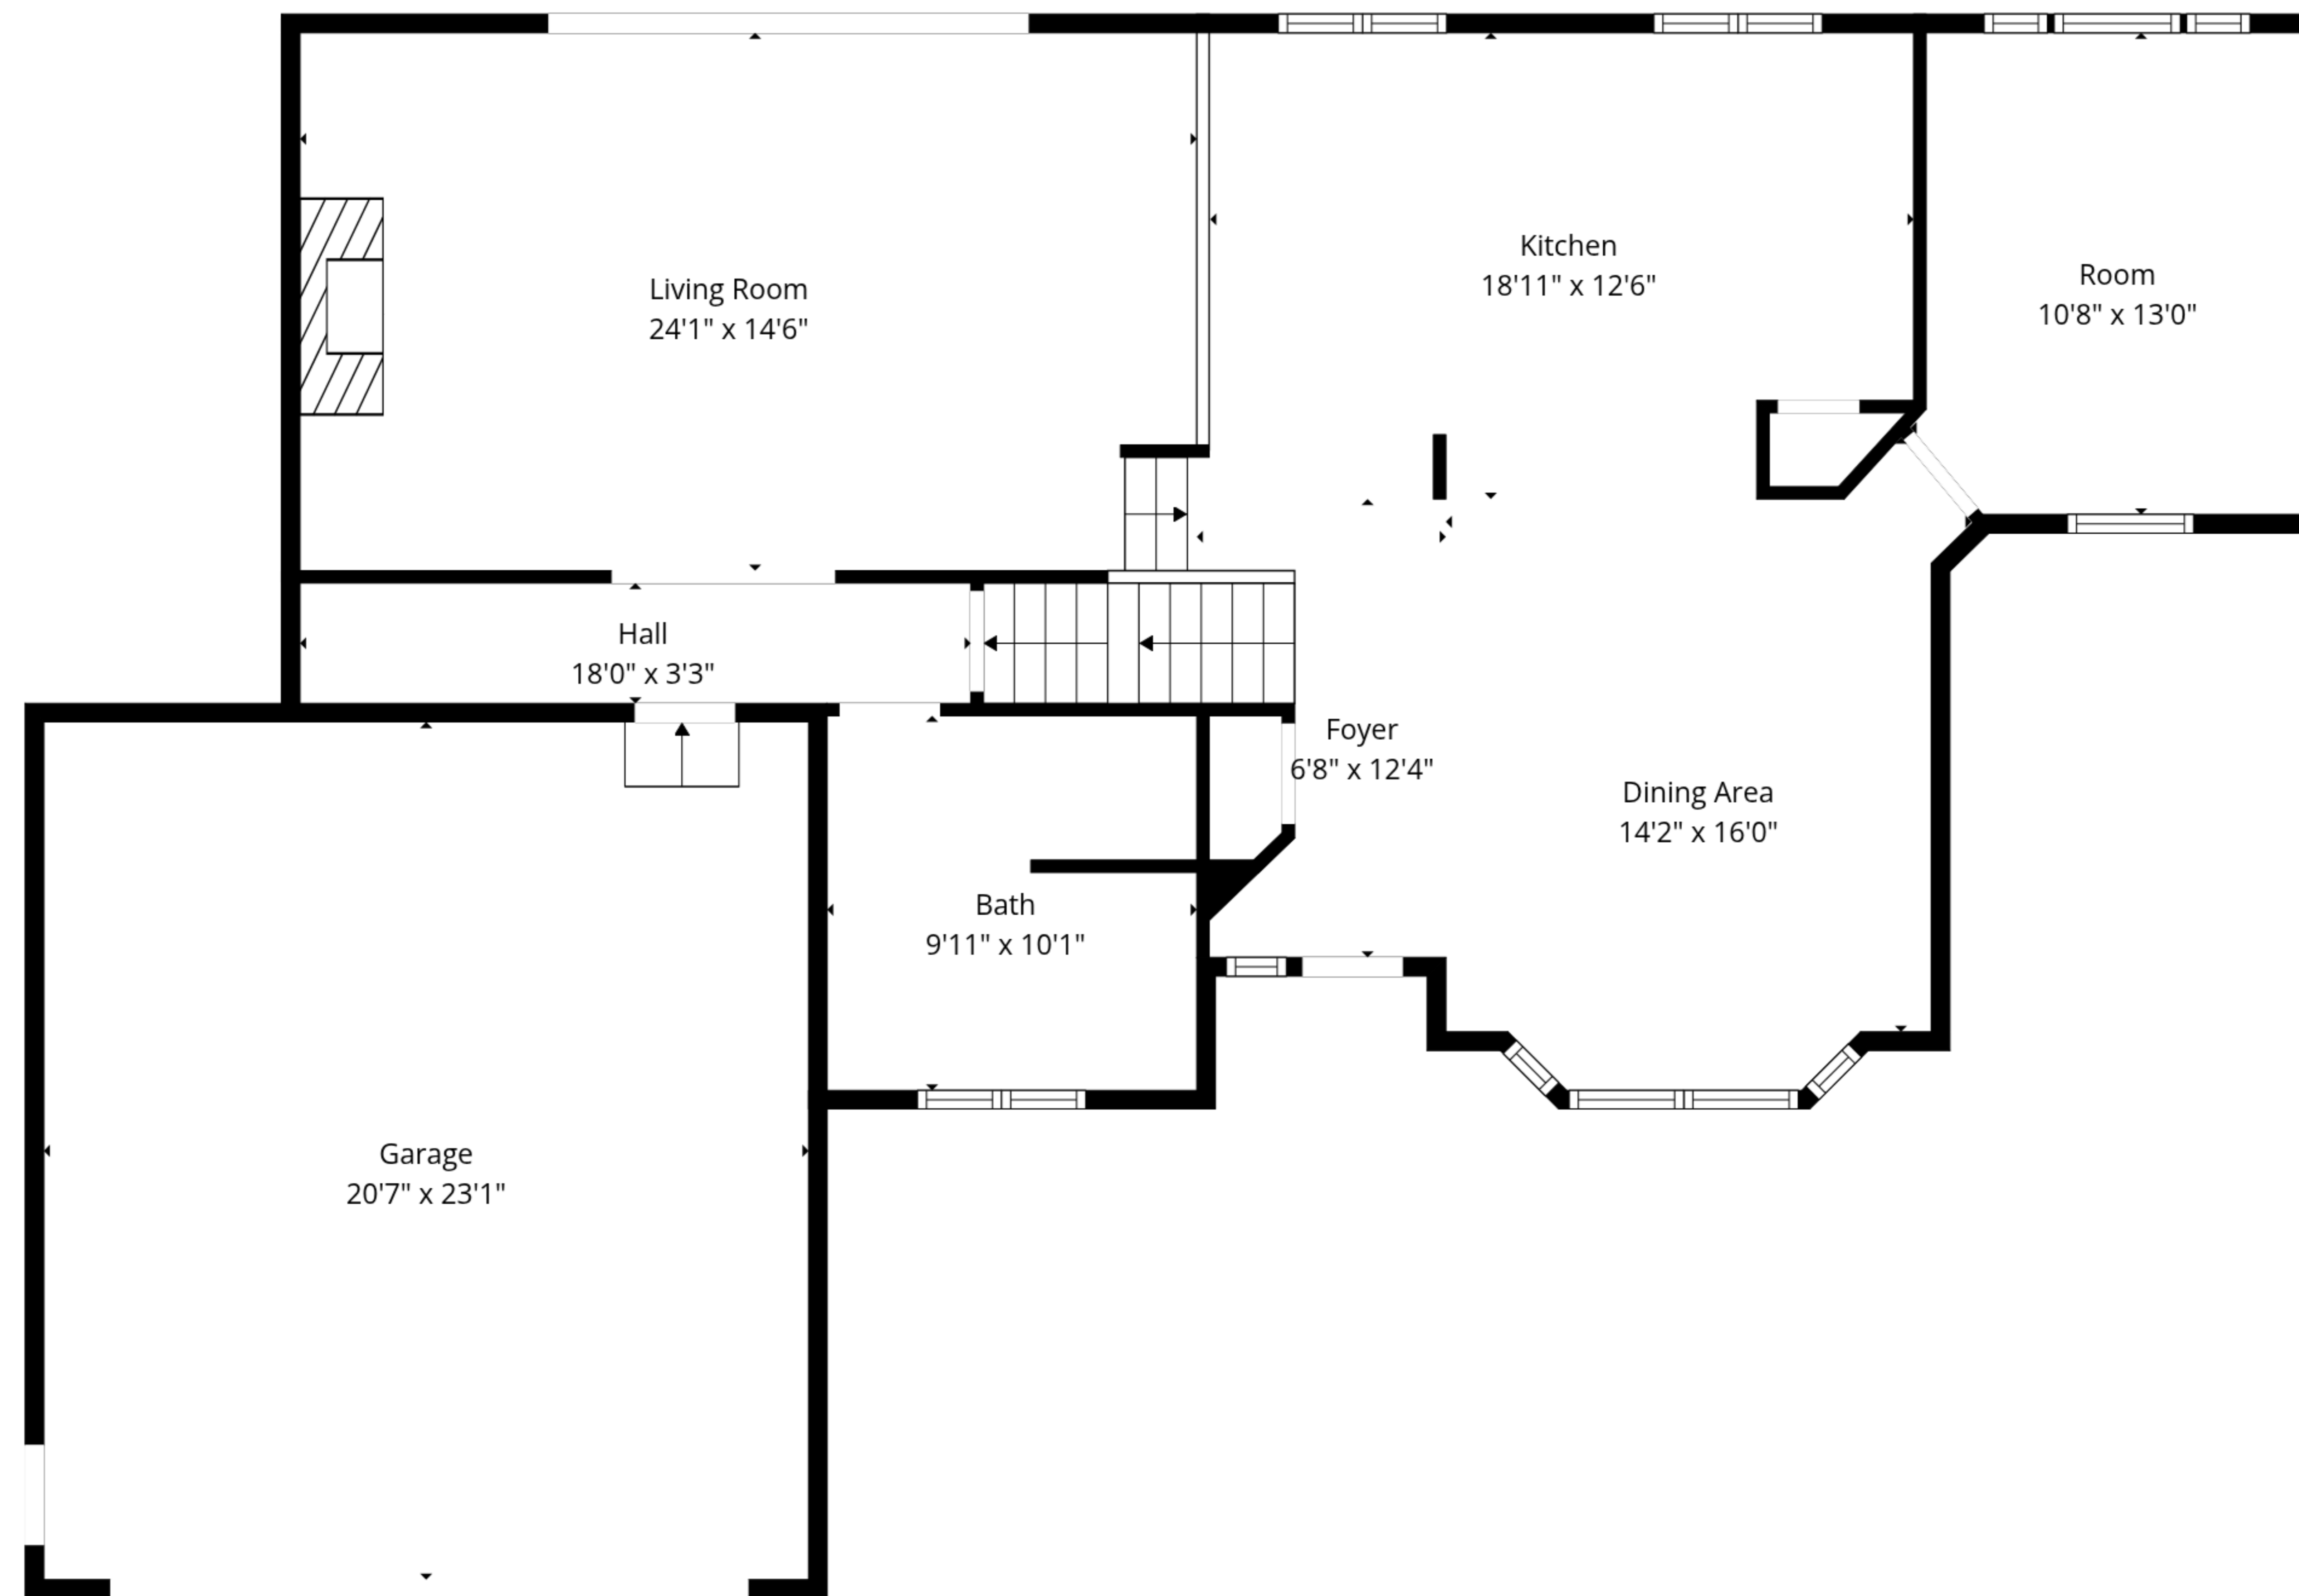 Kitchen
18'11" x 12'6"
Room
10'8" x 13'0"
Living Room
24'1" x 14'6"
Hall
18'0" x 3'3"
Foyer
6'8" x 12'4"
Dining Area
14'2" x 16'0"
Bath
9'11" x 10'1"
Garage
20'7" x 23'1"